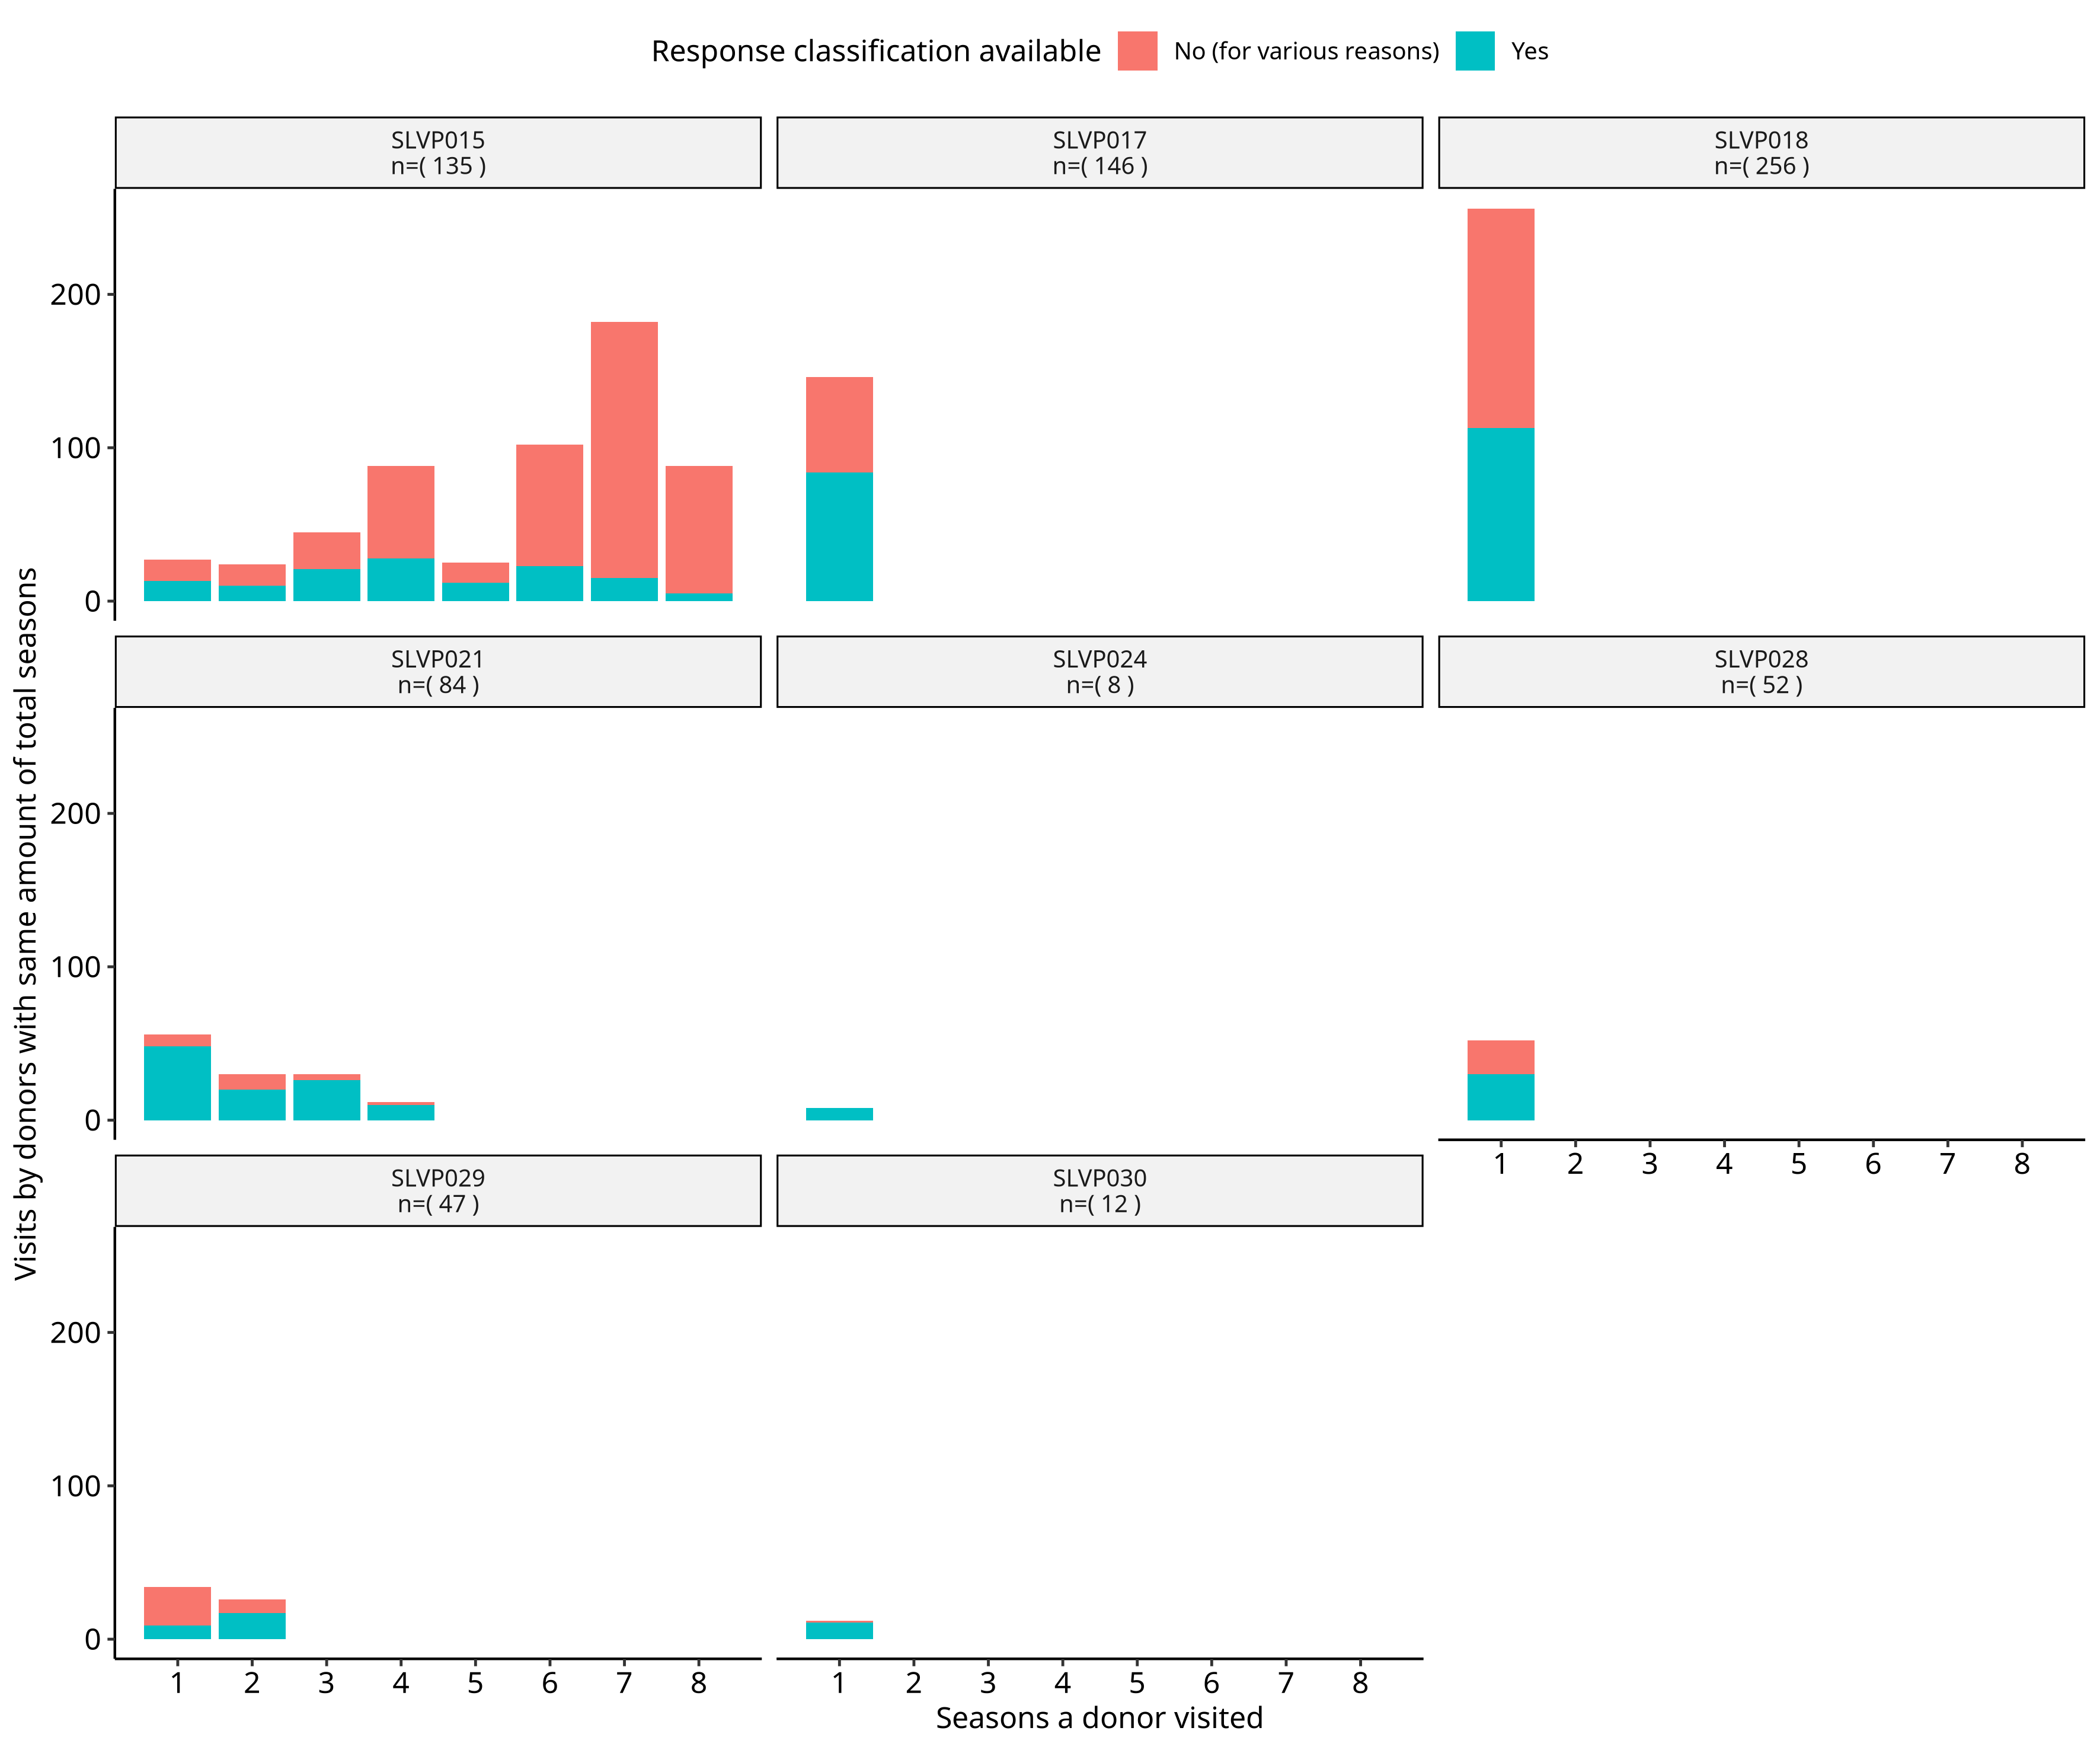 Response classification available No (for various reasons) Yes
SLVP015
n=( 135 )
SLVP017
n=( 146 )
SLVP018
n=( 256 )
200
100
0
SLVP021
n=( 84 )
SLVP024
n=( 8 )
SLVP028
n=( 52 )
200
100
0
1 2 3 4 5 6 7 8
SLVP029
n=( 47 )
SLVP030
n=( 12 )
200
100
0
1 2 3 4 5 6 7 8
1 2 3 4 5 6 7 8
Seasons a donor visited
Visits by donors with same amount of total seasons